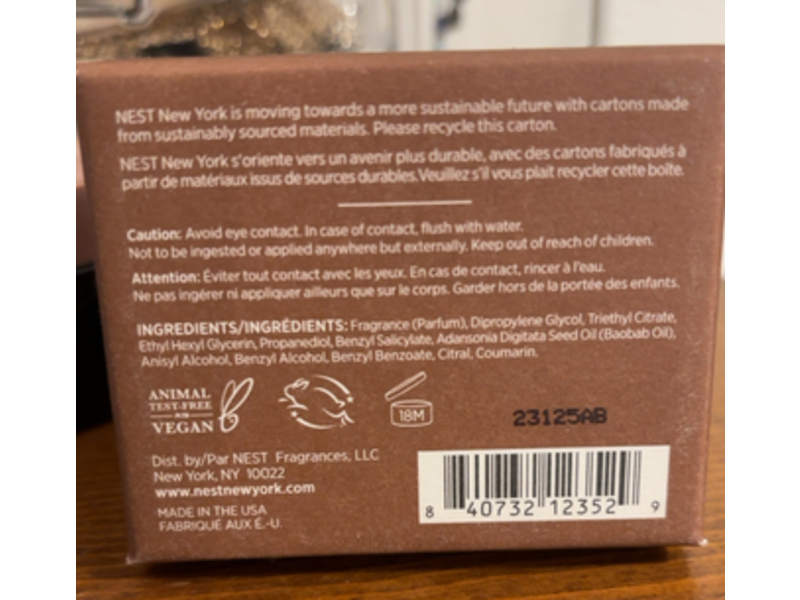 NEST New York is moving towards a more sustainable future with cartons made
from sustainably sourced materials. Please recycle this carton.
NEST New York s'oriente vers un avenir plus durable, avec des cartons fabriqués à
partir de matériaux issus de sources durables. Veuillez s'il vous plait recycler cette boîte.
Caution: Avoid eye contact. In case of contact, flush with water.
Not to be ingested or applied anywhere but externally. Keep out of reach of children.
Attention: Éviter tout contact avec les yeux. En cas de contact, rincer à l'eau.
Ne pas ingérer ni appliquer ailleurs que sur le corps. Garder hors de la portée des enfants.
INGREDIENTS/INGRÉDIENTS: Fragrance (Parfum), Dipropylene Glycol, Triethyl Citrate,
Ethyl Hexyl Glycerin, Propanediol, Benzyl Salicylate, Adansonia Digitata Seed Oil (Baobab Oil),
Anisyl Alcohol, Benzyl Alcohol, Benzyl Benzoate, Citral, Coumarin.
ANIMAL
TEST-FREE
VEGAN
18M
23125AB
Dist. by/Par NEST Fragrances, LLC
New York, NY 10022
www.nestnewyork.com
MADE IN THE USA
FABRIQUÉ AUX É.-U.
8 40732 12352 9